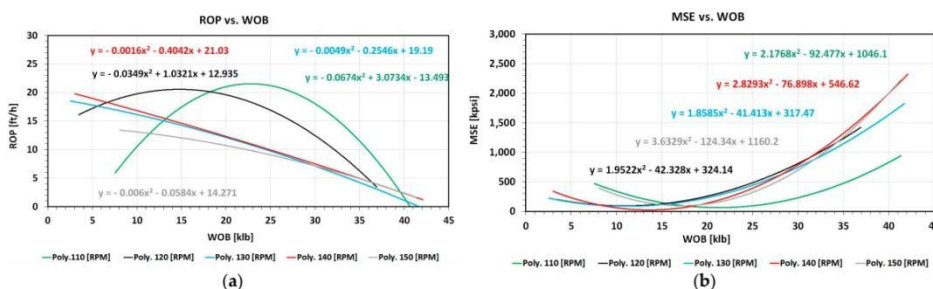 ROP vs. WOB
30
25
20
15
10
5
0
ROP [ft/h]
y = - 0.0016x² - 0.4042x + 21.03
y = - 0.0049x² - 0.2546x + 19.19
y = - 0.0349x² + 1.0321x + 12.935
y = - 0.0674x² + 3.0734x - 13.493
y = - 0.006x² - 0.0584x + 14.271
0 5 10 15 20 25 30 35 40 45
WOB [klb]
Poly.110 [RPM] Poly. 120 [RPM] Poly. 130 [RPM] Poly. 140 [RPM] Poly. 150 [RPM]
(a)
MSE vs. WOB
3,000
2,500
2,000
1,500
1,000
500
0
MSE [kpsi]
y = 2.1768x² - 92.477x + 1046.1
y = 2.8293x² - 76.898x + 546.62
y = 1.8585x² - 41.413x + 317.47
y = 3.6329x² - 124.34x + 1160.2
y = 1.9522x² - 42.328x + 324.14
0 5 10 15 20 25 30 35 40 45
WOB [klb]
Poly. 110 [RPM] Poly. 120 [RPM] Poly. 130 [RPM] Poly. 140 [RPM] Poly. 150 [RPM]
(b)